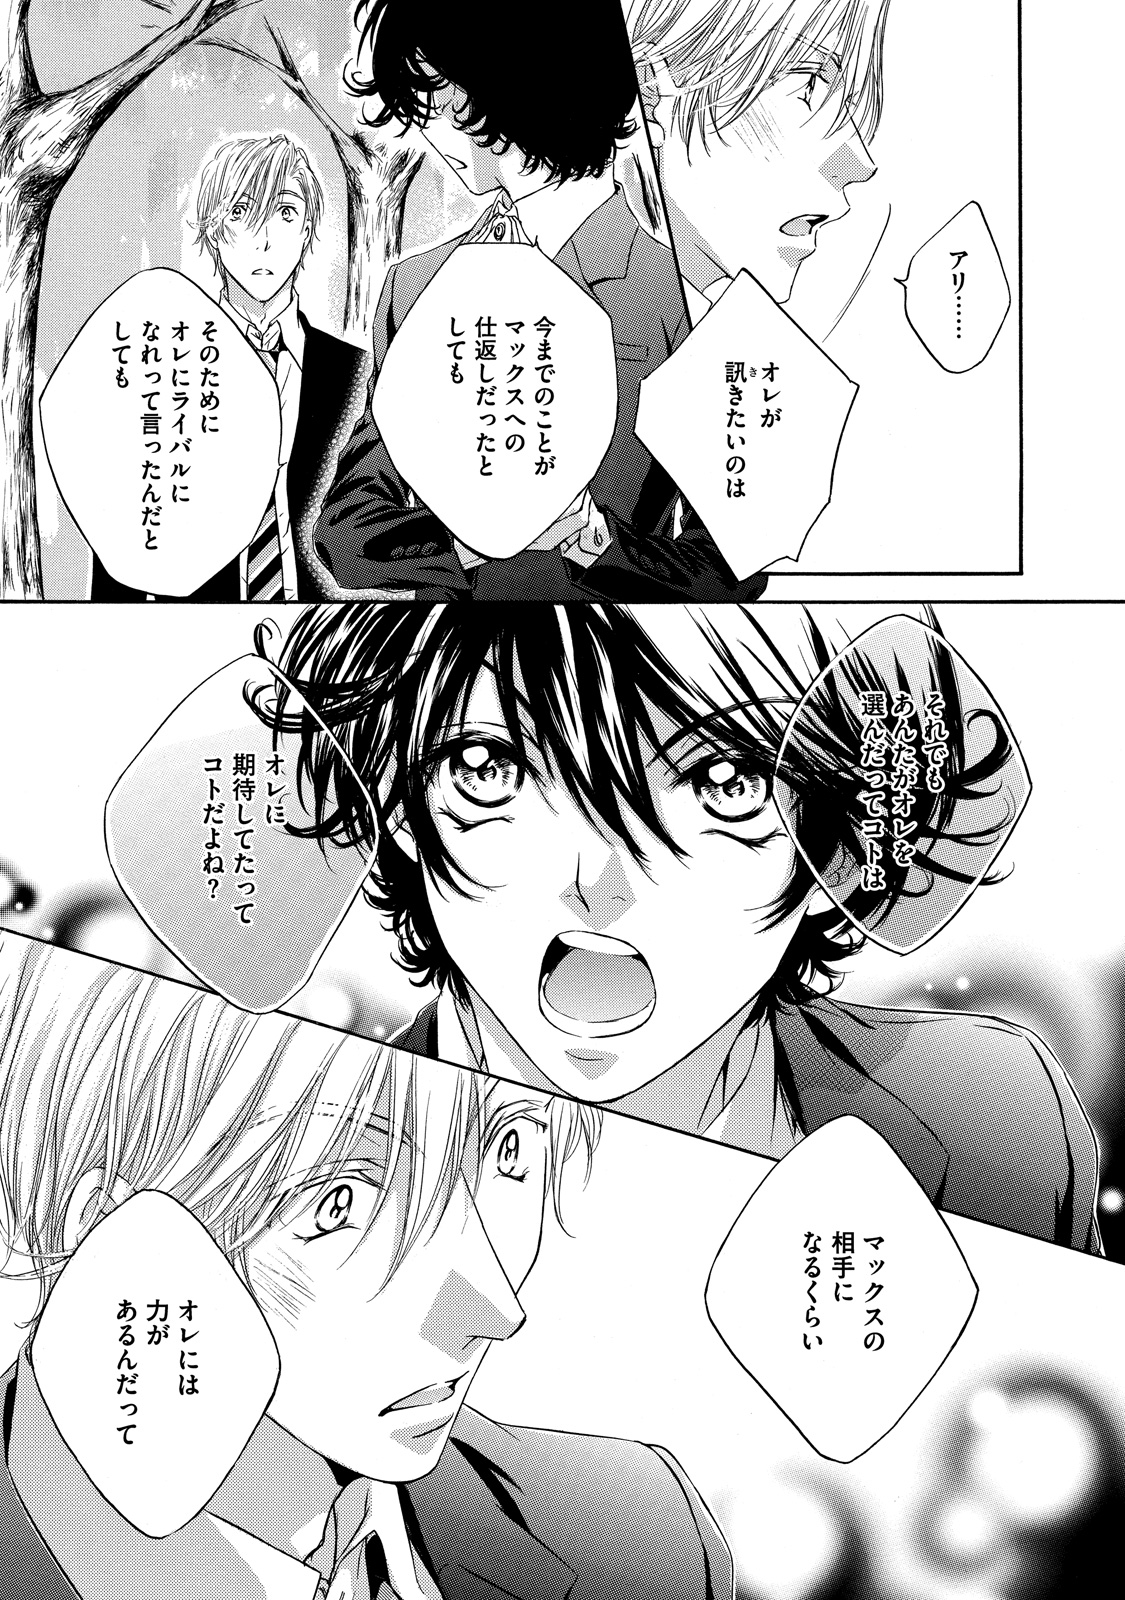 アリ……
オレが
訊きたいのは
今までのことが
マックスへの
仕返しだったと
しても
そのために
オレにライバルに
なれって言ったんだと
しても
それでも
あんたがオレを
選んだってコトは
オレに
期待してたって
コトだよね？
マックスの
相手に
なるくらい
オレには
力が
あるんだって